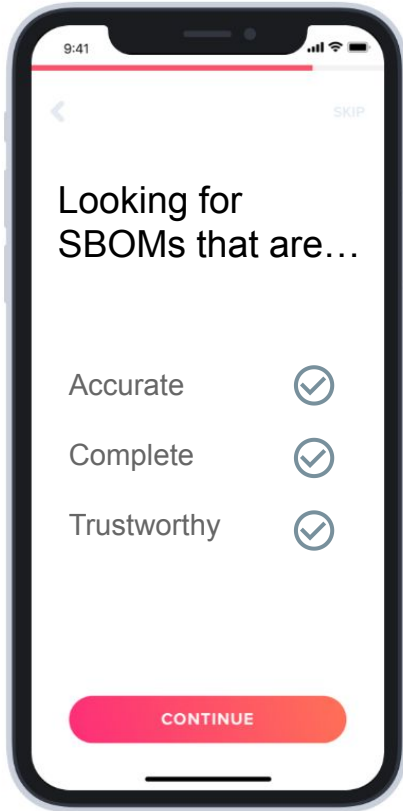 9:41
SKIP
Looking for
SBOMs that are…
Accurate
Complete
Trustworthy
CONTINUE